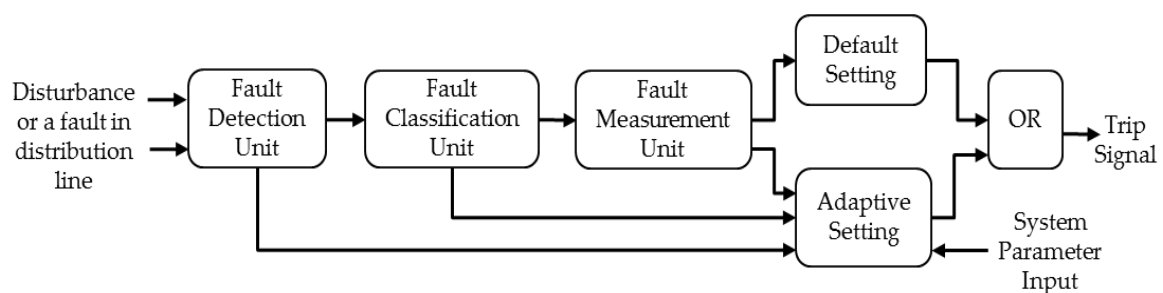 Disturbance
or a fault in
distribution
line
Fault
Detection
Unit
Fault
Classification
Unit
Fault
Measurement
Unit
Default
Setting
Adaptive
Setting
OR
Trip
Signal
System
Parameter
Input